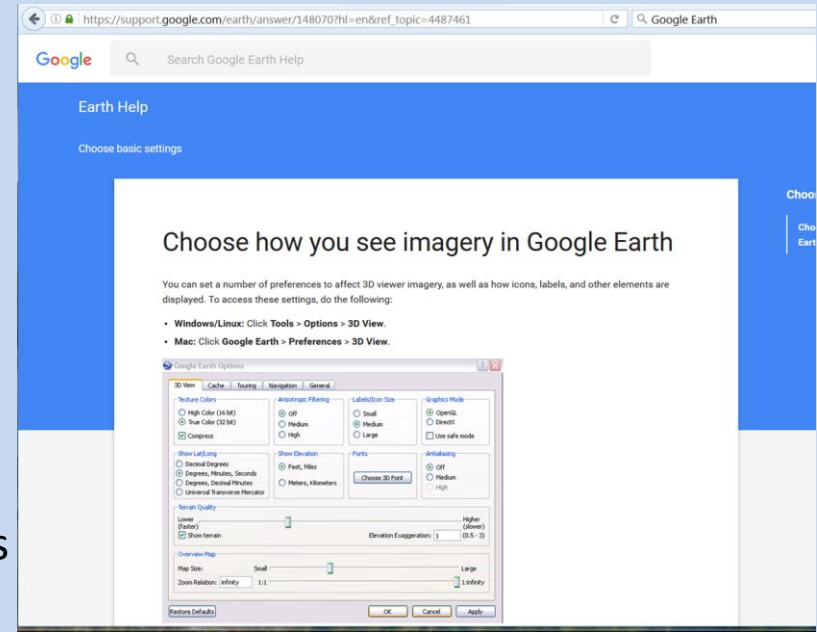 https://support.google.com/earth/answer/148070?hl=en&ref_topic=4487461
Google Earth
Google
Search Google Earth Help
Earth Help
Choose basic settings
Choose how you see imagery in Google Earth
You can set a number of preferences to affect 3D viewer imagery, as well as how icons, labels, and other elements are
displayed. To access these settings, do the following:
• Windows/Linux: Click Tools > Options > 3D View.
• Mac: Click Google Earth > Preferences > 3D View.
Google Earth Options
3D View Cache Touring Navigation General
Texture Colors
High Color (16 bit)
True Color (32 bit)
Compress
Anisotropic Filtering
Off
Medium
High
Labels/Icon Size
Small
Medium
Large
Graphics Mode
OpenGL
DirectX
Use safe mode
Show Lat/Long
Decimal Degrees
Degrees, Minutes, Seconds
Degrees, Decimal Minutes
Universal Transverse Mercator
Show Elevation
Feet, Miles
Meters, Kilometers
Fonts
Choose 3D Font
Antialiasing
Off
Medium
High
Terrain Quality
Lower Higher
(faster) (slower)
Show terrain Elevation Exaggeration: 1 (0.5 - 3)
Overview Map
Map Size: Small Large
Zoom Relation: infinity 1:1 1:infinity
Restore Defaults OK Cancel Apply
Choo
Cho
Eart
s